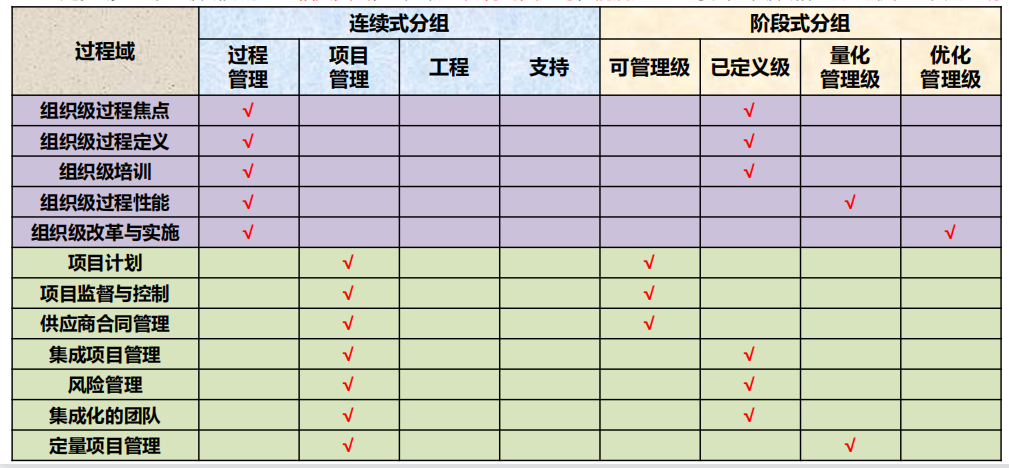 过程域 连续式分组 阶段式分组
过程管理 项目管理 工程 支持 可管理级 已定义级 量化管理级 优化管理级
组织级过程焦点 √ √
组织级过程定义 √ √
组织级培训 √ √
组织级过程性能 √ √
组织级改革与实施 √ √
项目计划 √ √
项目监督与控制 √ √
供应商合同管理 √ √
集成项目管理 √ √
风险管理 √ √
集成化的团队 √ √
定量项目管理 √ √